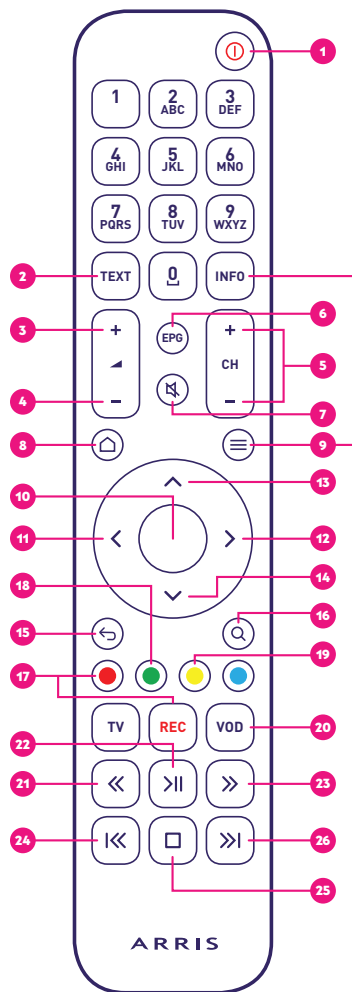 1
1 2 3
ABC DEF
4 5 6
GHI JKL MNO
7 8 9
PQRS TUV WXYZ
2 TEXT 0 INFO
6
3 + EPG + 5
CH
4 − − 7
8 9
13
10
11 12
18 14
16
15
19
17
TV REC VOD 20
22
21 23
24 26
25
ARRIS